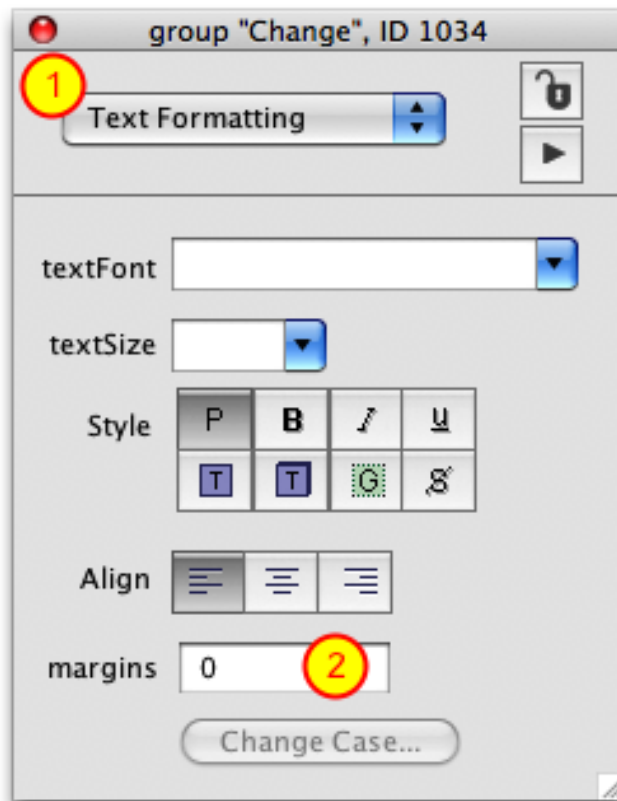 group "Change", ID 1034
1
Text Formatting
textFont
textSize
Style P B I U
T T G S
Align
margins 0 2
Change Case...